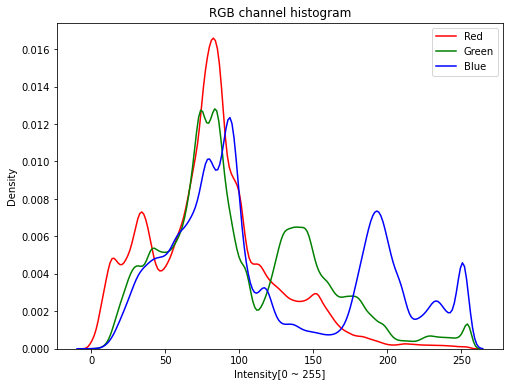 RGB channel histogram
Red
Green
Blue
0.016
0.014
0.012
0.010
0.008
0.006
0.004
0.002
0.000
Density
0 50 100 150 200 250
Intensity[0 ~ 255]